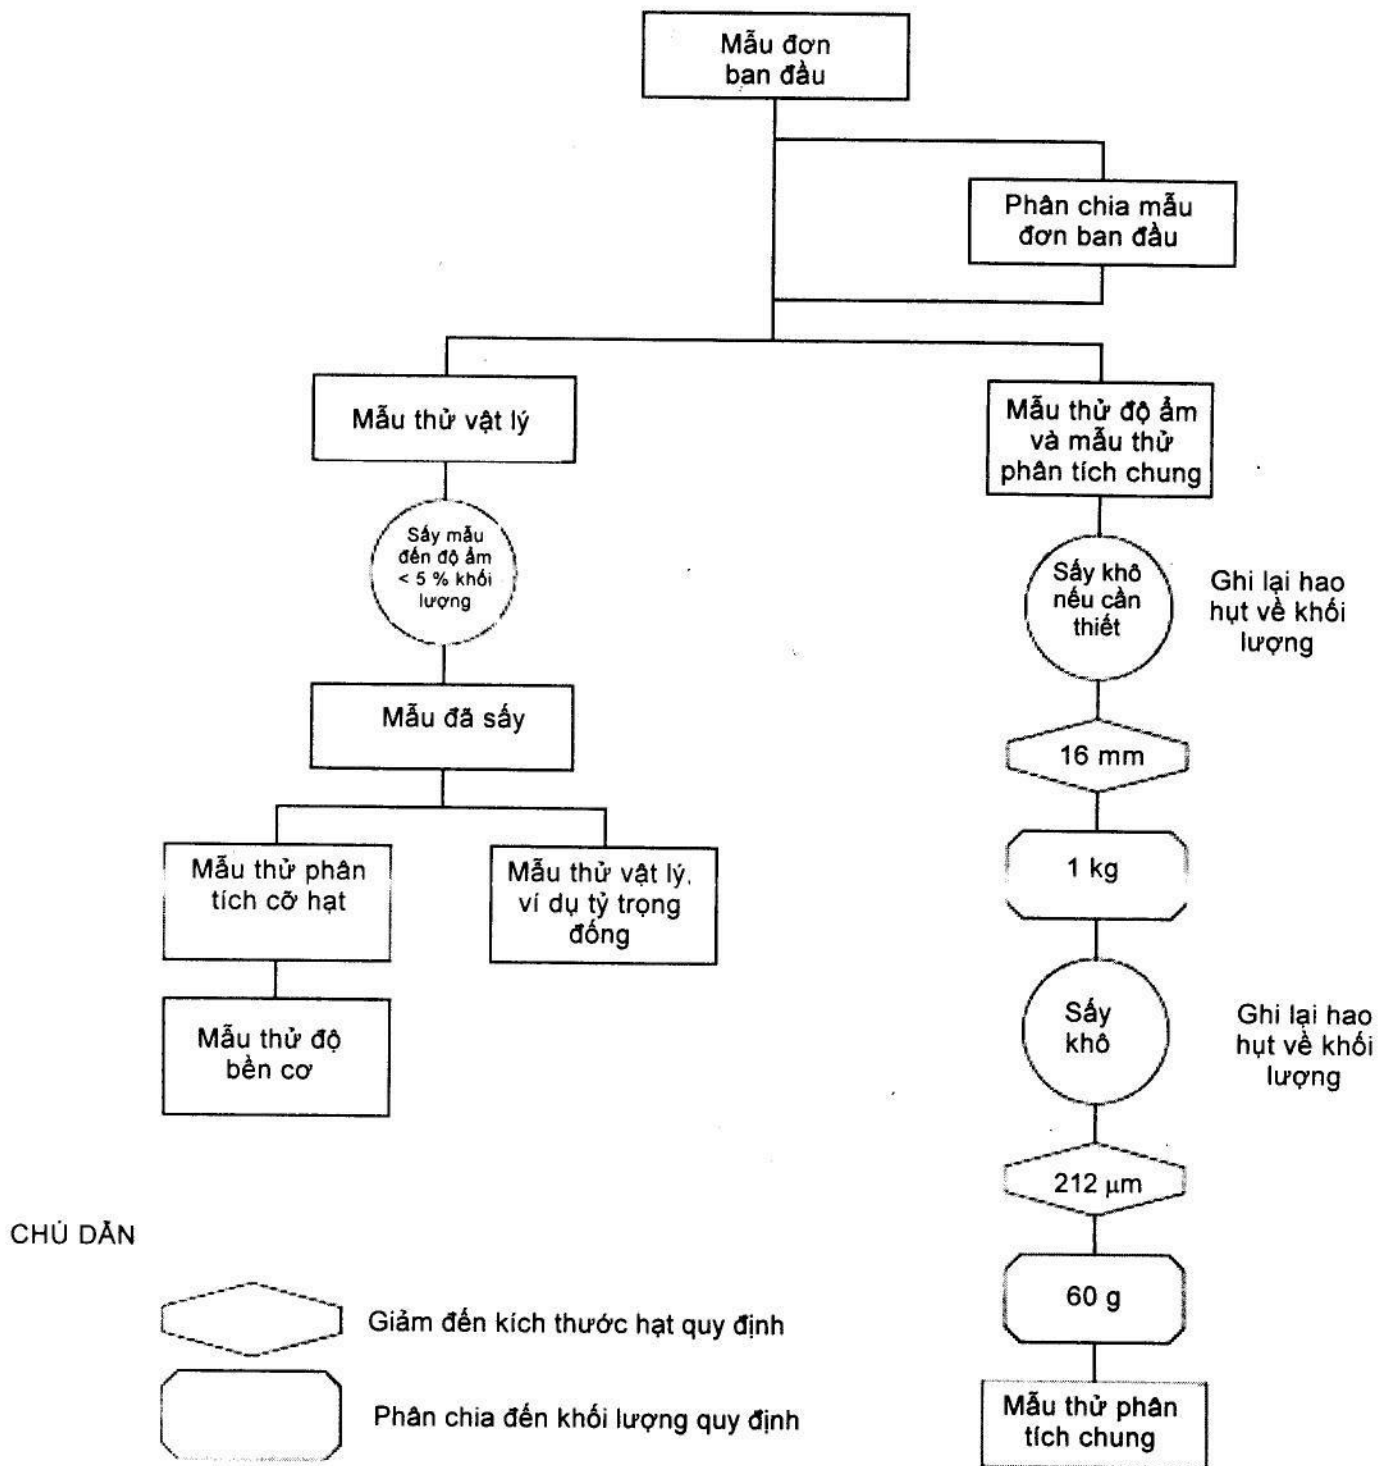 Mẫu đơn
ban đầu
Phân chia mẫu
đơn ban đầu
Mẫu thử vật lý
Mẫu thử độ ẩm
và mẫu thử
phân tích chung
Sấy mẫu
đến độ ẩm
< 5 % khối
lượng
Sấy khô
nếu cần
thiết
Ghi lại hao
hụt về khối
lượng
Mẫu đã sấy
16 mm
Mẫu thử phân
tích cỡ hạt
Mẫu thử vật lý,
ví dụ tỷ trọng
đống
1 kg
Mẫu thử độ
bền cơ
Sấy
khô
Ghi lại hao
hụt về khối
lượng
212 μm
CHÚ DẪN
60 g
Giảm đến kích thước hạt quy định
Phân chia đến khối lượng quy định
Mẫu thử phân
tích chung